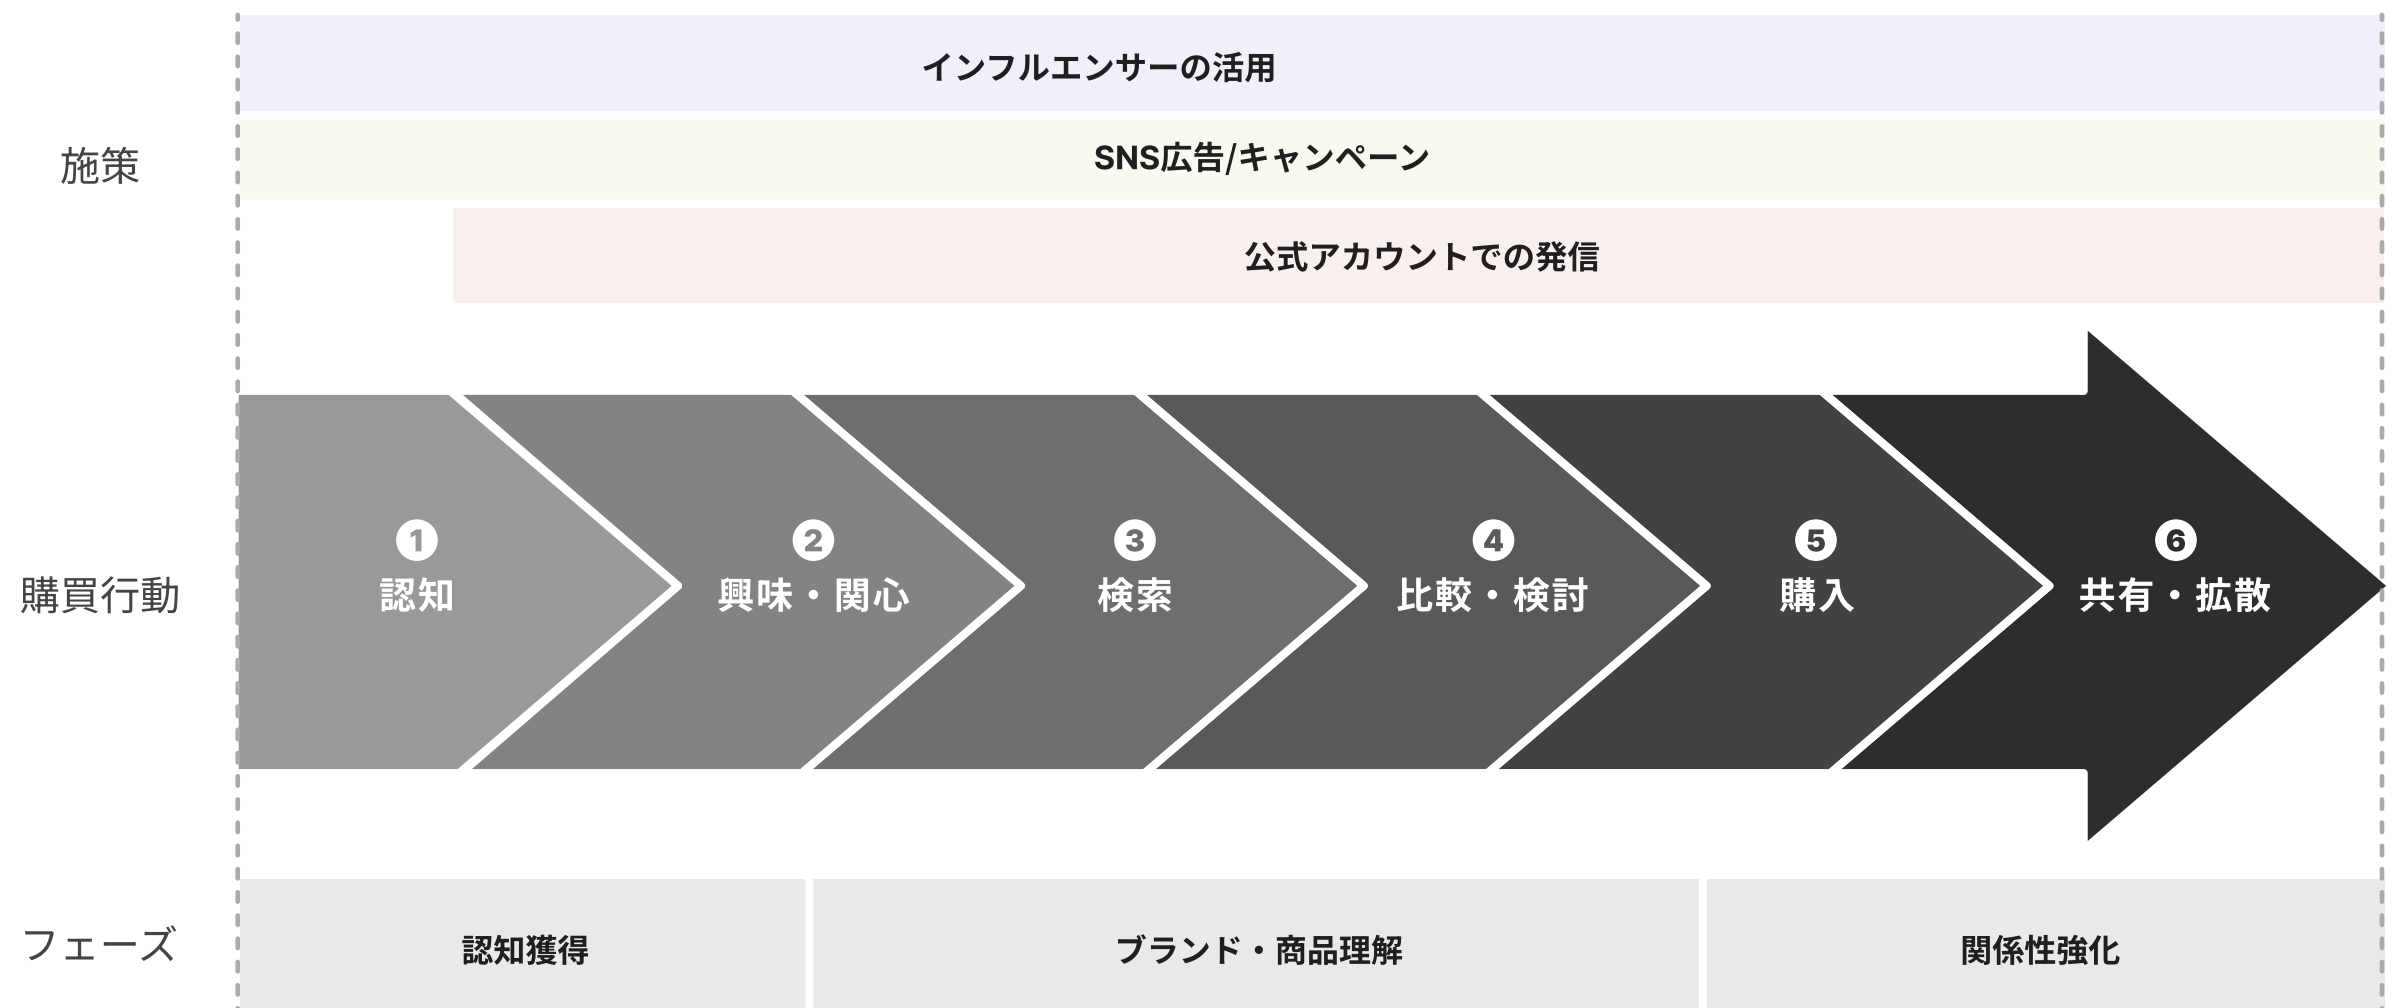 インフルエンサーの活用
施策
SNS広告/キャンペーン
公式アカウントでの発信
購買行動
1
認知
2
興味・関心
3
検索
4
比較・検討
5
購入
6
共有・拡散
フェーズ
認知獲得
ブランド・商品理解
関係性強化